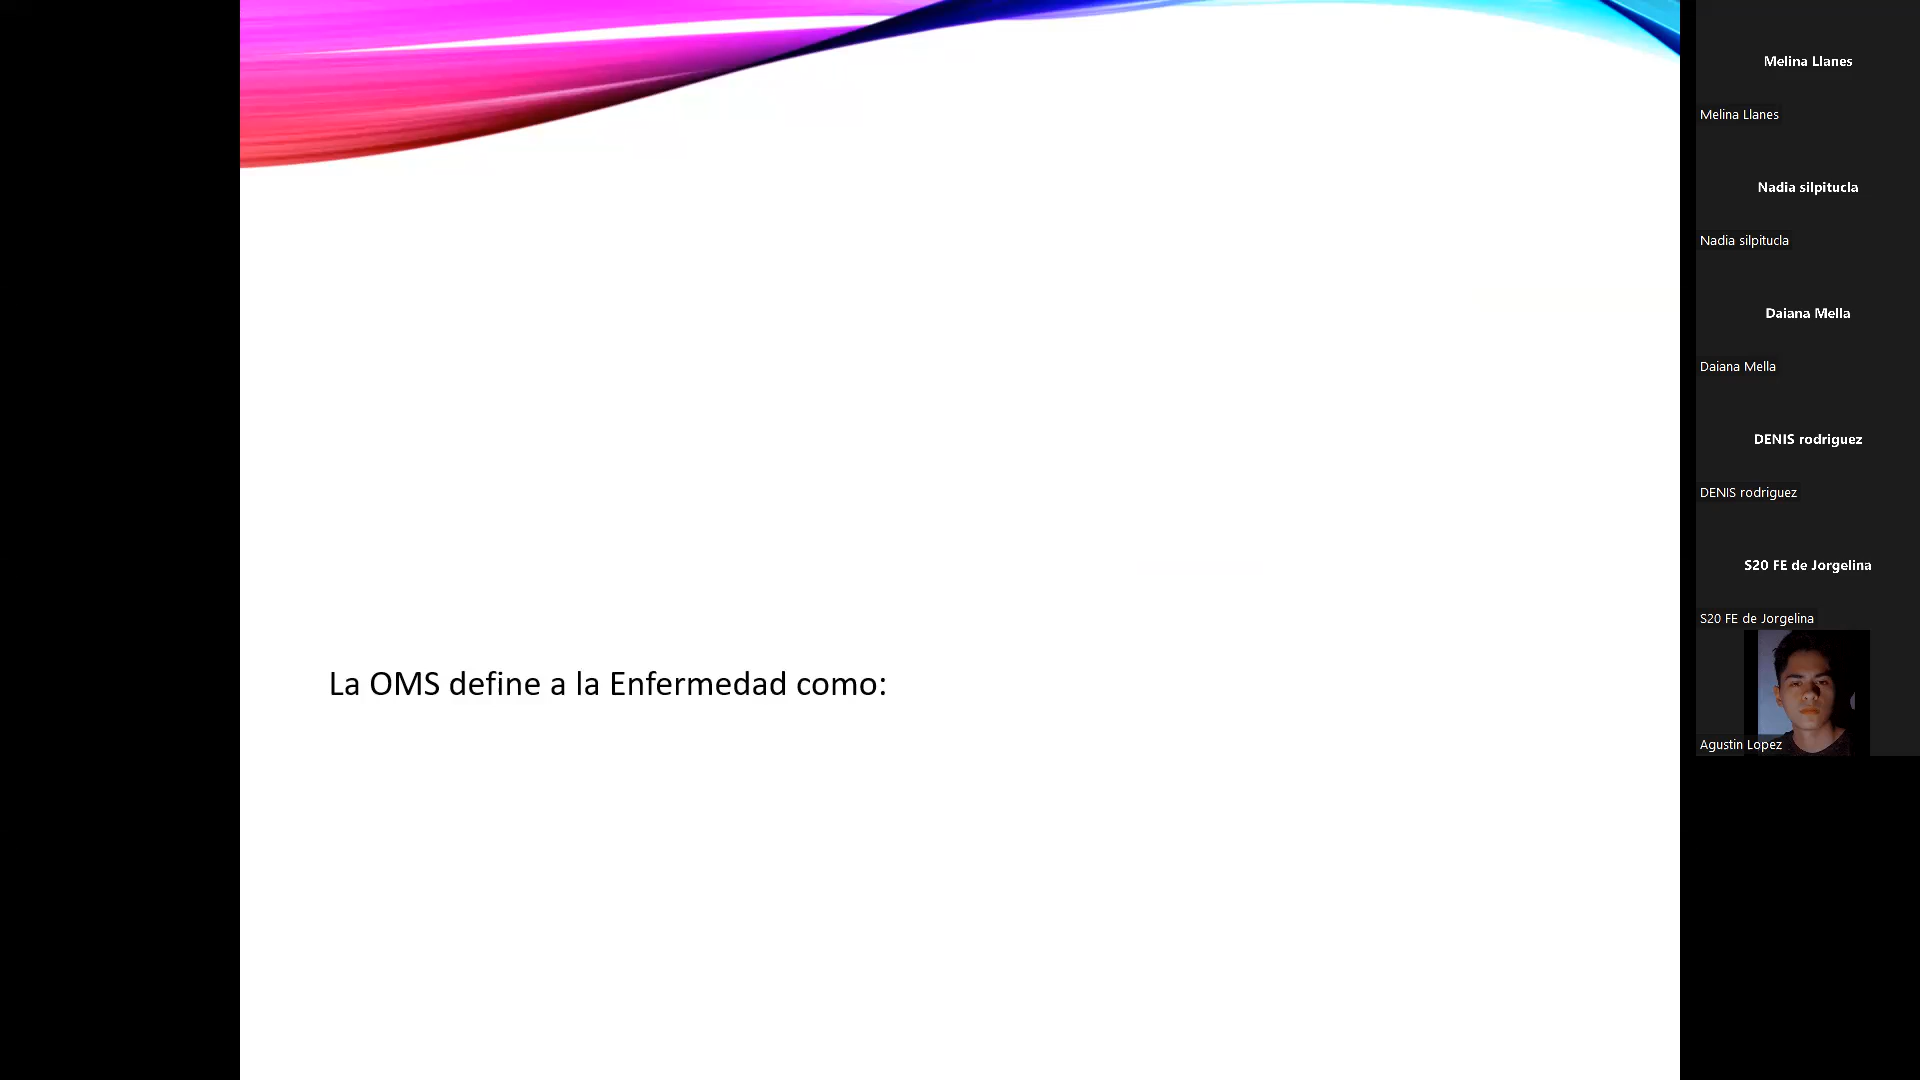 La OMS define a la Enfermedad como:
Melina Llanes
Melina Llanes
Nadia silpitucla
Nadia silpitucla
Daiana Mella
Daiana Mella
DENIS rodriguez
DENIS rodriguez
S20 FE de Jorgelina
S20 FE de Jorgelina
Agustin Lopez